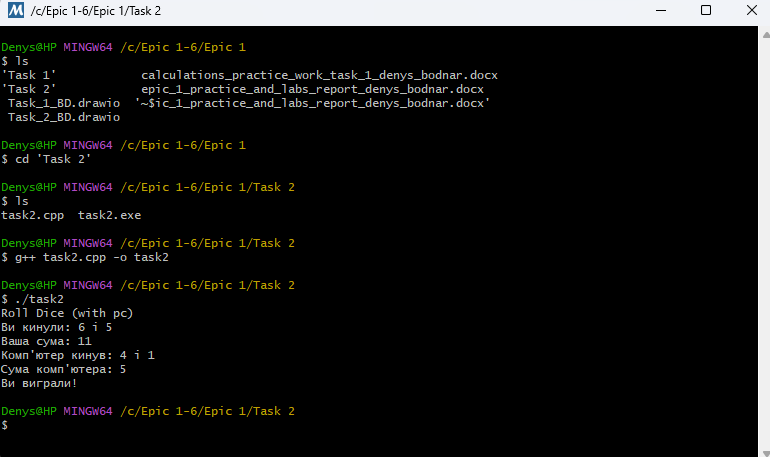 /c/Epic 1-6/Epic 1/Task 2
Denys@HP MINGW64 /c/Epic 1-6/Epic 1
$ ls
'Task 1'            calculations_practice_work_task_1_denys_bodnar.docx
'Task 2'            epic_1_practice_and_labs_report_denys_bodnar.docx
 Task_1_BD.drawio  '~$ic_1_practice_and_labs_report_denys_bodnar.docx'
 Task_2_BD.drawio
Denys@HP MINGW64 /c/Epic 1-6/Epic 1
$ cd 'Task 2'
Denys@HP MINGW64 /c/Epic 1-6/Epic 1/Task 2
$ ls
task2.cpp  task2.exe
Denys@HP MINGW64 /c/Epic 1-6/Epic 1/Task 2
$ g++ task2.cpp -o task2
Denys@HP MINGW64 /c/Epic 1-6/Epic 1/Task 2
$ ./task2
Roll Dice (with pc)
Ви кинули: 6 і 5
Ваша сума: 11
Комп'ютер кинув: 4 і 1
Сума комп'ютера: 5
Ви виграли!
Denys@HP MINGW64 /c/Epic 1-6/Epic 1/Task 2
$